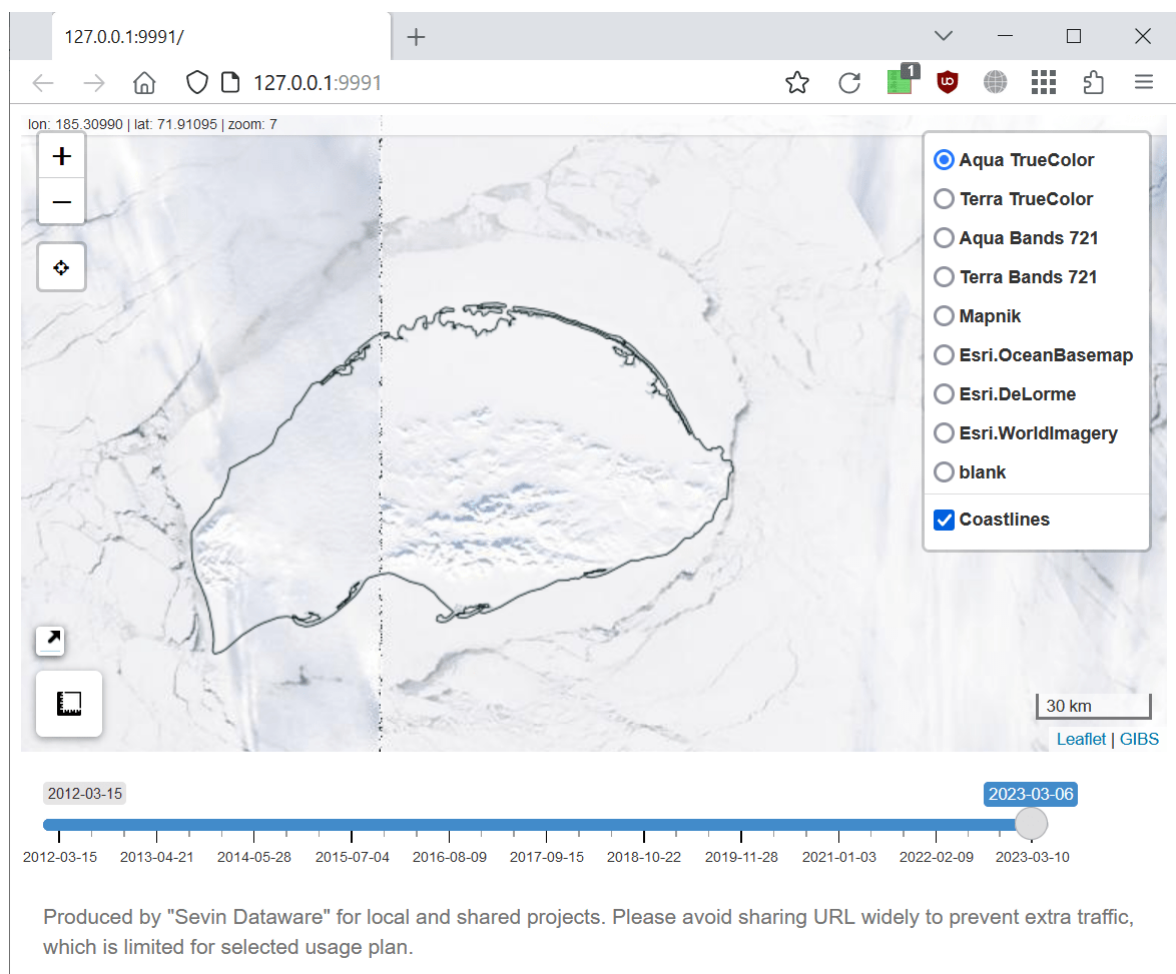 127.0.0.1:9991/
127.0.0.1:9991
1
lon: 185.30990 | lat: 71.91095 | zoom: 7
+
−
Aqua TrueColor
Terra TrueColor
Aqua Bands 721
Terra Bands 721
Mapnik
Esri.OceanBasemap
Esri.DeLorme
Esri.WorldImagery
blank
Coastlines
30 km
Leaflet | GIBS
2012-03-15
2023-03-06
2012-03-15 2013-04-21 2014-05-28 2015-07-04 2016-08-09 2017-09-15 2018-10-22 2019-11-28 2021-01-03 2022-02-09 2023-03-10
Produced by "Sevin Dataware" for local and shared projects. Please avoid sharing URL widely to prevent extra traffic,
which is limited for selected usage plan.